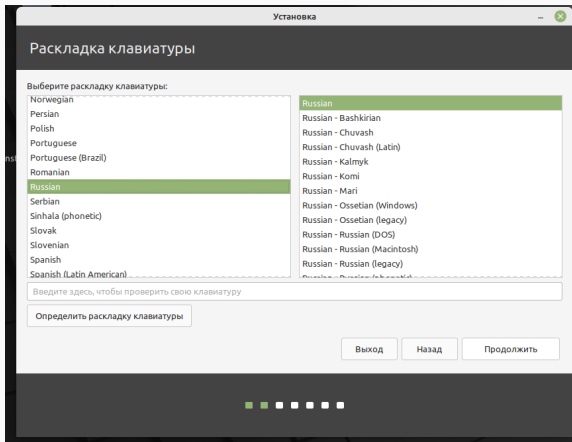 Установка
Раскладка клавиатуры
Выберите раскладку клавиатуры:
Norwegian
Persian
Polish
Portuguese
Portuguese (Brazil)
Romanian
Russian
Serbian
Sinhala (phonetic)
Slovak
Slovenian
Spanish
Spanish (Latin American)
Russian
Russian - Bashkirian
Russian - Chuvash
Russian - Chuvash (Latin)
Russian - Kalmyk
Russian - Komi
Russian - Mari
Russian - Ossetian (Windows)
Russian - Ossetian (legacy)
Russian - Russian (DOS)
Russian - Russian (Macintosh)
Russian - Russian (legacy)
Russian - Russian (phonetic)
Введите здесь, чтобы проверить свою клавиатуру
Определить раскладку клавиатуры
Выход
Назад
Продолжить